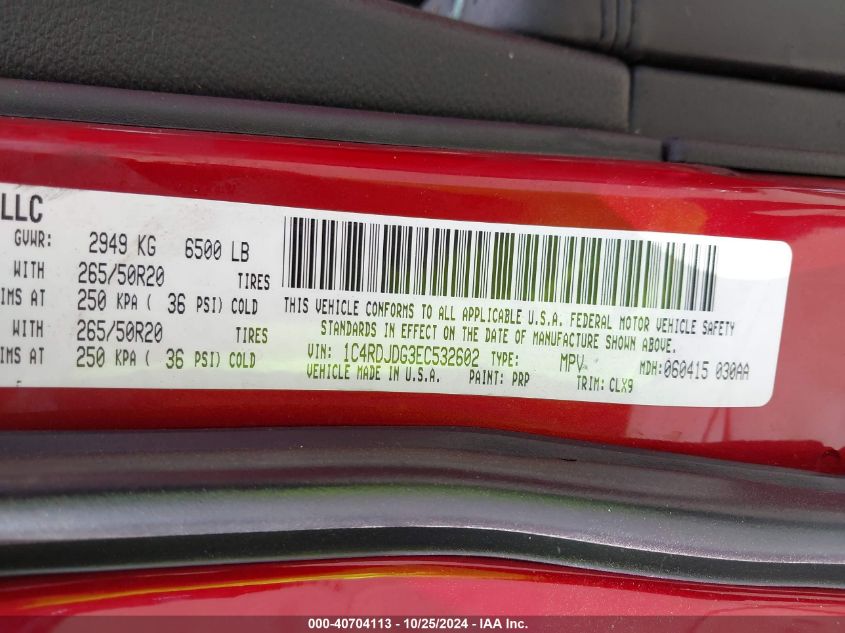 LLC
GVWR: 2949 KG 6500 LB
WITH 265/50R20 TIRES
IMS AT 250 KPA ( 36 PSI) COLD
WITH 265/50R20 TIRES
IMS AT 250 KPA ( 36 PSI) COLD
THIS VEHICLE CONFORMS TO ALL APPLICABLE U.S.A. FEDERAL MOTOR VEHICLE SAFETY
STANDARDS IN EFFECT ON THE DATE OF MANUFACTURE SHOWN ABOVE.
VIN: 1C4RDJDG3EC532602 TYPE: MPV MDH:060415 030AA
VEHICLE MADE IN U.S.A. PAINT: PRP TRIM: CLX9
000-40704113 / 10/25/2024 - IAA Inc.